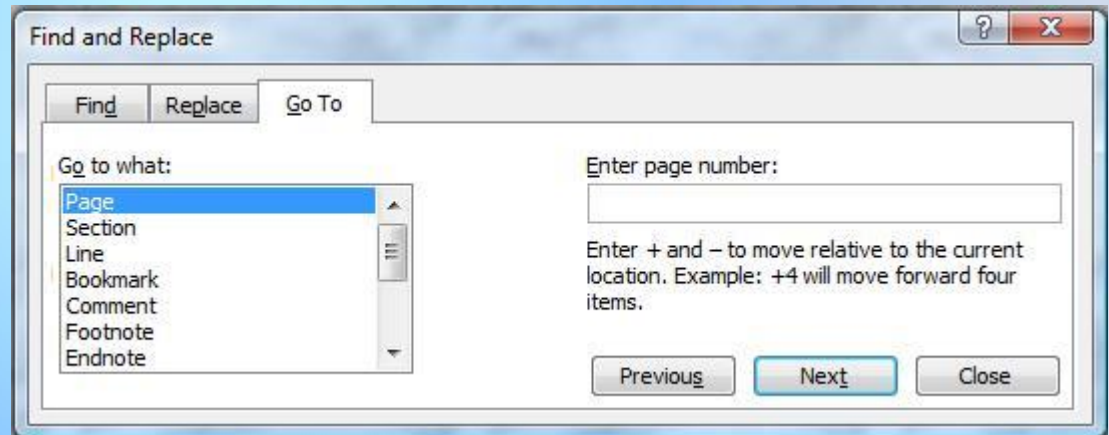 Find and Replace
? X
Find Replace Go To
Go to what:
Page
Section
Line
Bookmark
Comment
Footnote
Endnote
Enter page number:
Enter + and – to move relative to the current
location. Example: +4 will move forward four
items.
Previous Next Close